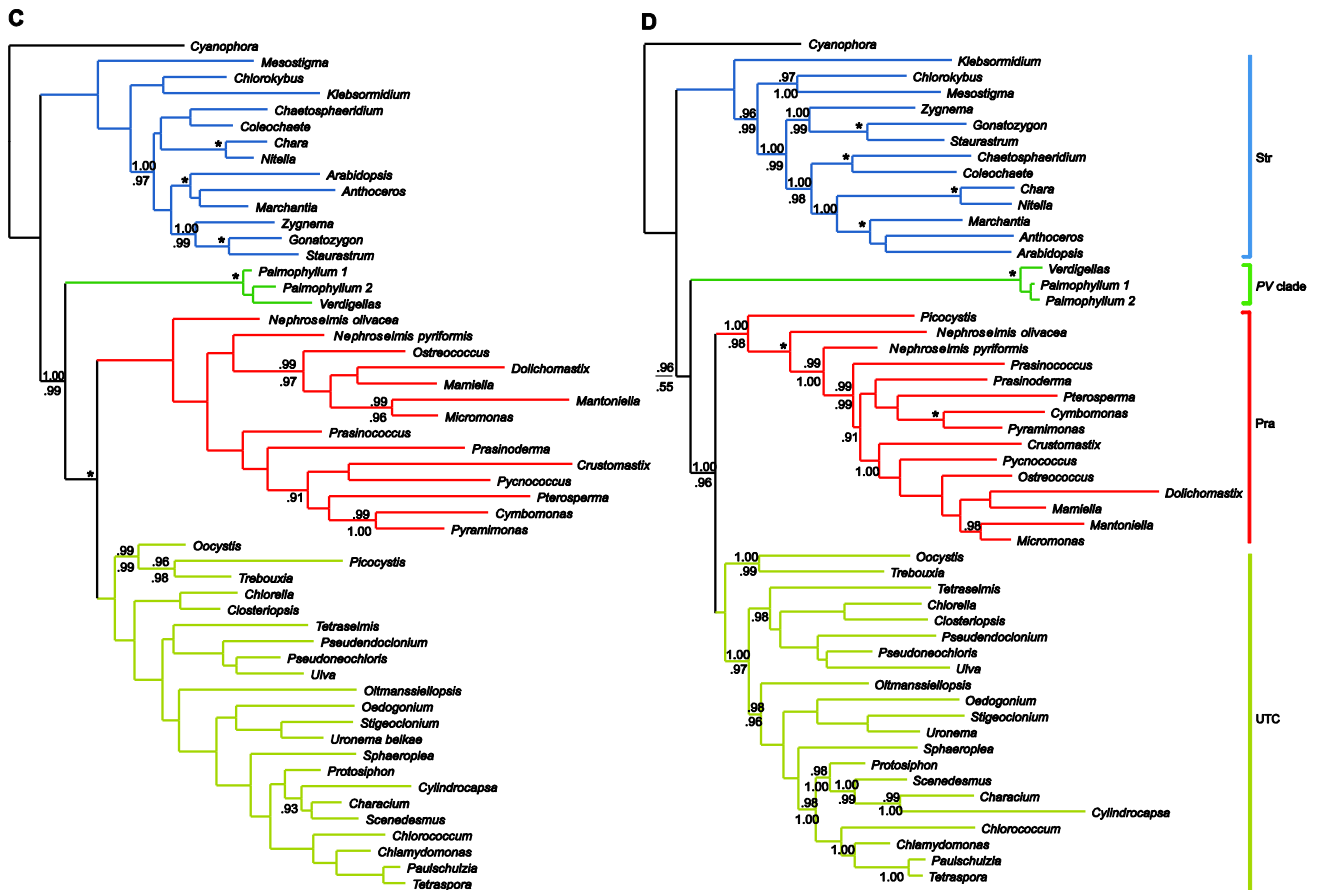 C
Cyanophora
Mesostigma
Chlorokybus
Klebsormidium
Chaetosphaeridium
Coleochaete
*
Chara
Nitella
1.00
.97
Arabidopsis
*
Anthoceros
Marchantia
Zygnema
1.00
.99
*
Gonatozygon
Staurastrum
Palmophyllum 1
*
Palmophyllum 2
Verdigellas
1.00
.99
Nephroselmis olivacea
Nephroselmis pyriformis
Ostreococcus
.99
.97
Dolichomastix
Mamiella
Mantoniella
.99
.96
Micromonas
Prasinococcus
Prasinoderma
Crustomastix
*
Pycnococcus
.91
Pterosperma
Cymbomonas
.99
1.00
Pyramimonas
Oocystis
.99
.99
.96
.98
Picocystis
Trebouxia
Chlorella
Closteriopsis
Tetraselmis
Pseudendoclonium
Pseudoneochloris
Ulva
Oltmanssiellopsis
Oedogonium
Stigeoclonium
Uronema belkae
Sphaeroplea
Protosiphon
Cylindrocapsa
.93
Characium
Scenedesmus
Chlorococcum
Chlamydomonas
Paulschulzia
Tetraspora
D
Cyanophora
Klebsormidium
.97
1.00
Chlorokybus
Mesostigma
.96
.99
Zygnema
1.00
.99
*
Gonatozygon
Staurastrum
1.00
.99
*
Chaetosphaeridium
Coleochaete
1.00
.98
*
Chara
Nitella
1.00
*
Marchantia
Anthoceros
Arabidopsis
Str
*
Verdigellas
Palmophyllum 1
Palmophyllum 2
PV clade
.96
.55
Picocystis
1.00
.98
Nephroselmis olivacea
*
Nephroselmis pyriformis
.99
1.00
Prasinococcus
.99
.99
Prasinoderma
Pterosperma
*
Cymbomonas
Pyramimonas
.91
Crustomastix
1.00
Pycnococcus
Ostreococcus
Dolichomastix
Mamiella
.98
Mantoniella
Micromonas
Pra
1.00
.96
Oocystis
1.00
.99
Trebouxia
Tetraselmis
.98
Chlorella
Closteriopsis
Pseudendoclonium
Pseudoneochloris
Ulva
1.00
.97
Oltmanssiellopsis
.98
.96
Oedogonium
Stigeoclonium
Uronema
Sphaeroplea
Protosiphon
.98
1.00
Scenedesmus
1.00
.99
Characium
.99
1.00
Cylindrocapsa
.98
1.00
Chlorococcum
Chlamydomonas
1.00
Paulschulzia
1.00
Tetraspora
UTC